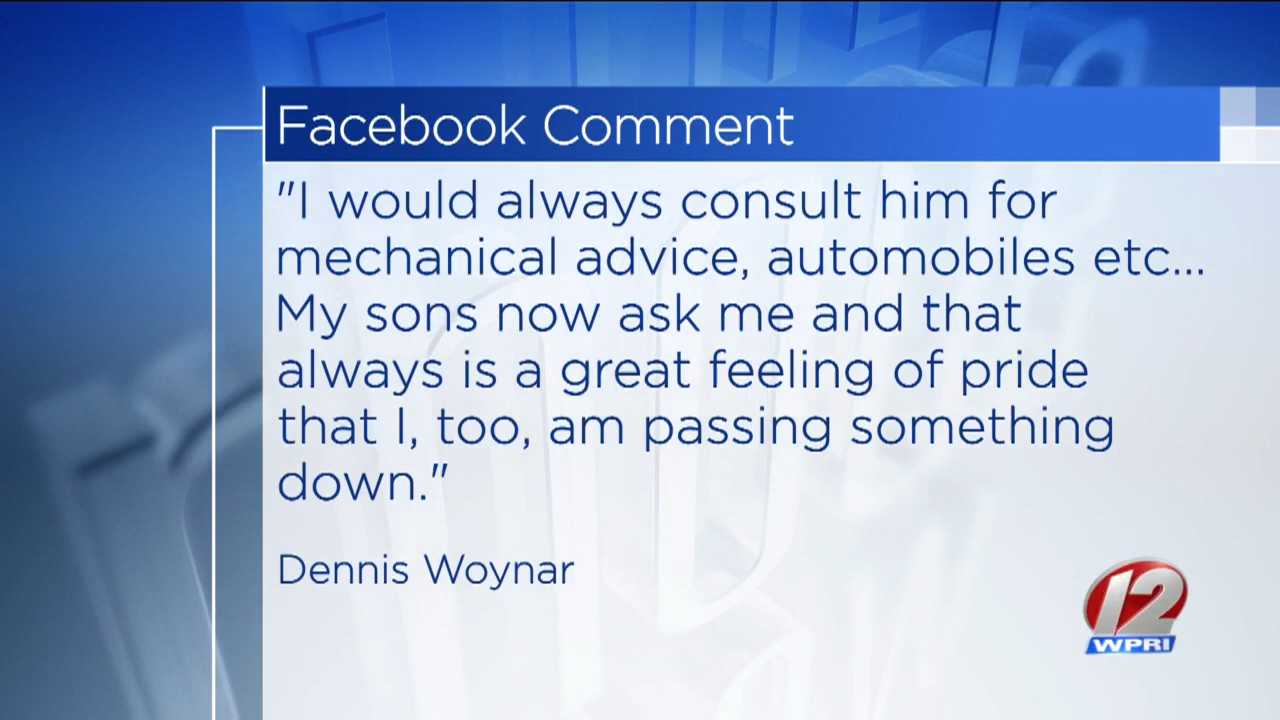 Facebook Comment
"I would always consult him for
mechanical advice, automobiles etc...
My sons now ask me and that
always is a great feeling of pride
that I, too, am passing something
down."
Dennis Woynar
12
WPRI